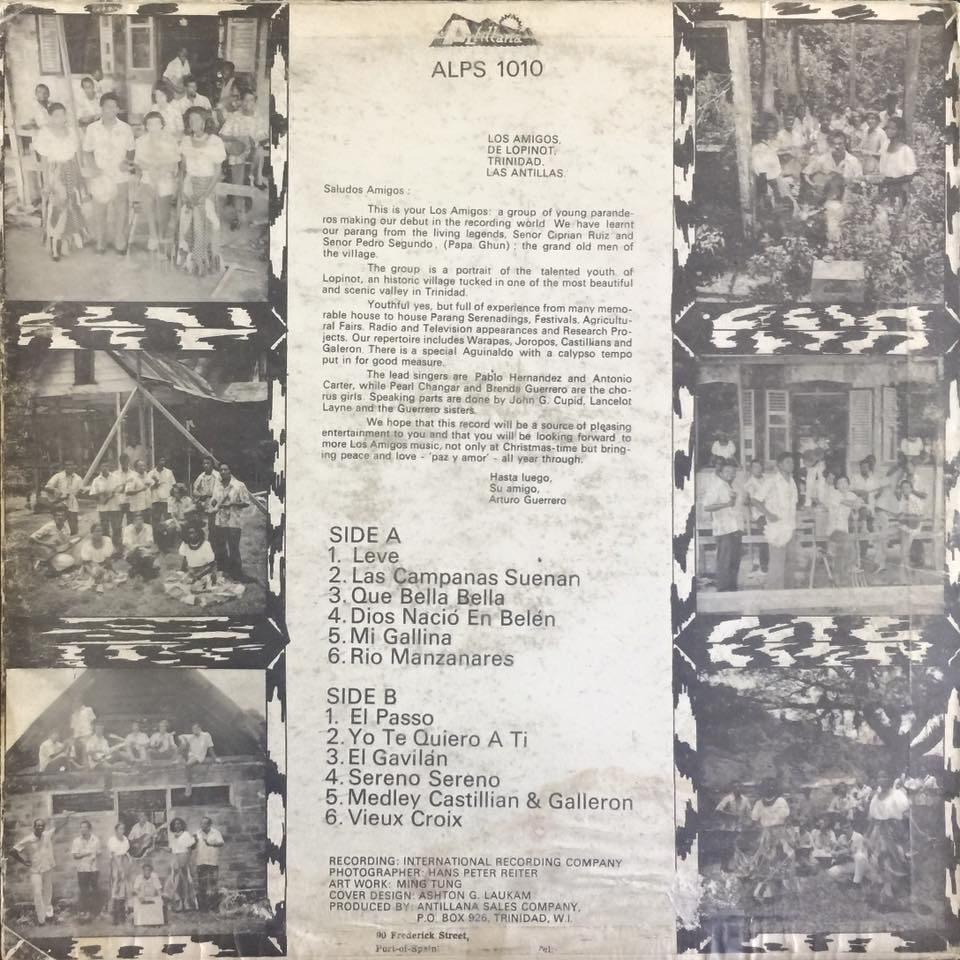 Antillana
ALPS 1010
LOS AMIGOS.
DE LOPINOT.
TRINIDAD.
LAS ANTILLAS.
Saludos Amigos :
This is your Los Amigos: a group of young parande-
ros making our debut in the recording world. We have learnt
our parang from the living legends, Senor Ciprian Ruiz and
Senor Pedro Segundo, (Papa Ghun) ; the grand old men of
the village.
The group is a portrait of the talented youth of
Lopinot, an historic village tucked in one of the most beautiful
and scenic valley in Trinidad.
Youthful yes, but full of experience from many memo-
rable house to house Parang Serenadings, Festivals, Agricultu-
ral Fairs. Radio and Television appearances and Research Pro-
jects. Our repertoire includes Warapas, Joropos, Castillians and
Galeron. There is a special Aguinaldo with a calypso tempo
put in for good measure.
The lead singers are Pablo Hernandez and Antonio
Carter, while Pearl Changar and Brenda Guerrero are the cho-
rus girls. Speaking parts are done by John G. Cupid, Lancelot
Layne and the Guerrero sisters.
We hope that this record will be a source of pleasing
entertainment to you and that you will be looking forward to
more Los Amigos music, not only at Christmas-time but bring-
ing peace and love - 'paz y amor' - all year through.
Hasta luego,
Su amigo,
Arturo Guerrero
SIDE A
1. Leve
2. Las Campanas Suenan
3. Que Bella Bella
4. Dios Nació En Belén
5. Mi Gallina
6. Rio Manzanares
SIDE B
1. El Passo
2. Yo Te Quiero A Ti
3. El Gavilán
4. Sereno Sereno
5. Medley Castillian & Galleron
6. Vieux Croix
RECORDING: INTERNATIONAL RECORDING COMPANY
PHOTOGRAPHER: HANS PETER REITER
ART WORK: MING TUNG
COVER DESIGN: ASHTON G. LAUKAM
PRODUCED BY: ANTILLANA SALES COMPANY,
P.O. BOX 926, TRINIDAD, W.I.
90 Frederick Street,
Port-of-Spain Tel: